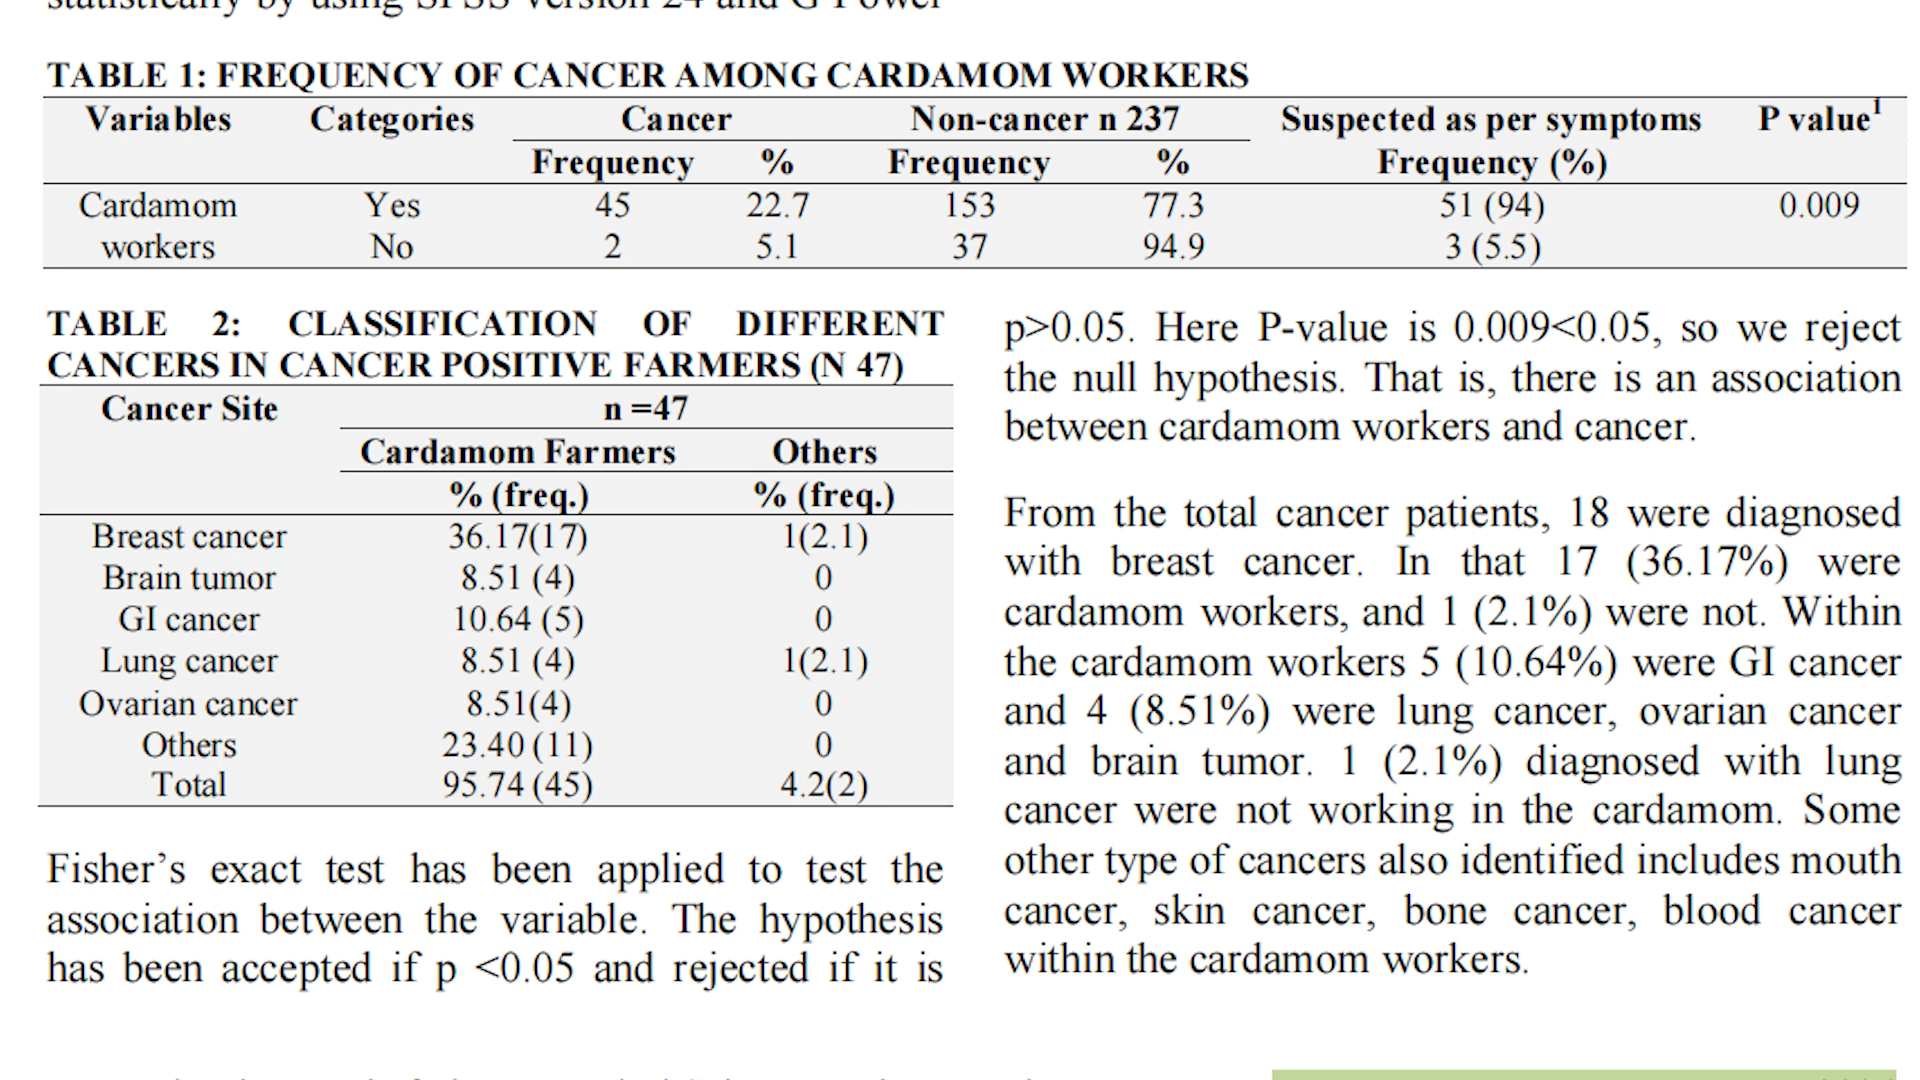 statistically by using SPSS version 24 and G Power
TABLE 1: FREQUENCY OF CANCER AMONG CARDAMOM WORKERS
Variables Categories Cancer Non-cancer n 237 Suspected as per symptoms P value1
Frequency % Frequency % Frequency (%)
Cardamom Yes 45 22.7 153 77.3 51 (94) 0.009
workers No 2 5.1 37 94.9 3 (5.5)
TABLE 2: CLASSIFICATION OF DIFFERENT
CANCERS IN CANCER POSITIVE FARMERS (N 47)
Cancer Site n =47
Cardamom Farmers Others
% (freq.) % (freq.)
Breast cancer 36.17(17) 1(2.1)
Brain tumor 8.51 (4) 0
GI cancer 10.64 (5) 0
Lung cancer 8.51 (4) 1(2.1)
Ovarian cancer 8.51(4) 0
Others 23.40 (11) 0
Total 95.74 (45) 4.2(2)
Fisher's exact test has been applied to test the
association between the variable. The hypothesis
has been accepted if p <0.05 and rejected if it is
p>0.05. Here P-value is 0.009<0.05, so we reject
the null hypothesis. That is, there is an association
between cardamom workers and cancer.
From the total cancer patients, 18 were diagnosed
with breast cancer. In that 17 (36.17%) were
cardamom workers, and 1 (2.1%) were not. Within
the cardamom workers 5 (10.64%) were GI cancer
and 4 (8.51%) were lung cancer, ovarian cancer
and brain tumor. 1 (2.1%) diagnosed with lung
cancer were not working in the cardamom. Some
other type of cancers also identified includes mouth
cancer, skin cancer, bone cancer, blood cancer
within the cardamom workers.